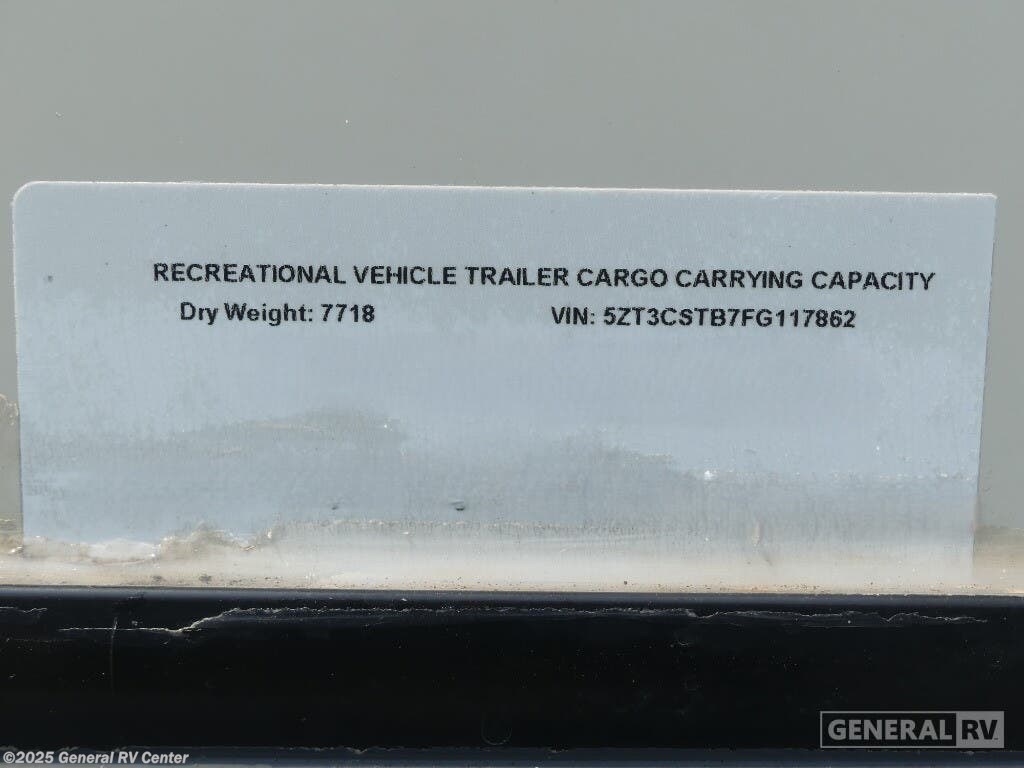 RECREATIONAL VEHICLE TRAILER CARGO CARRYING CAPACITY
Dry Weight: 7718 VIN: 5ZT3CSTB7FG117862
GENERAL RV
©2025 General RV Center